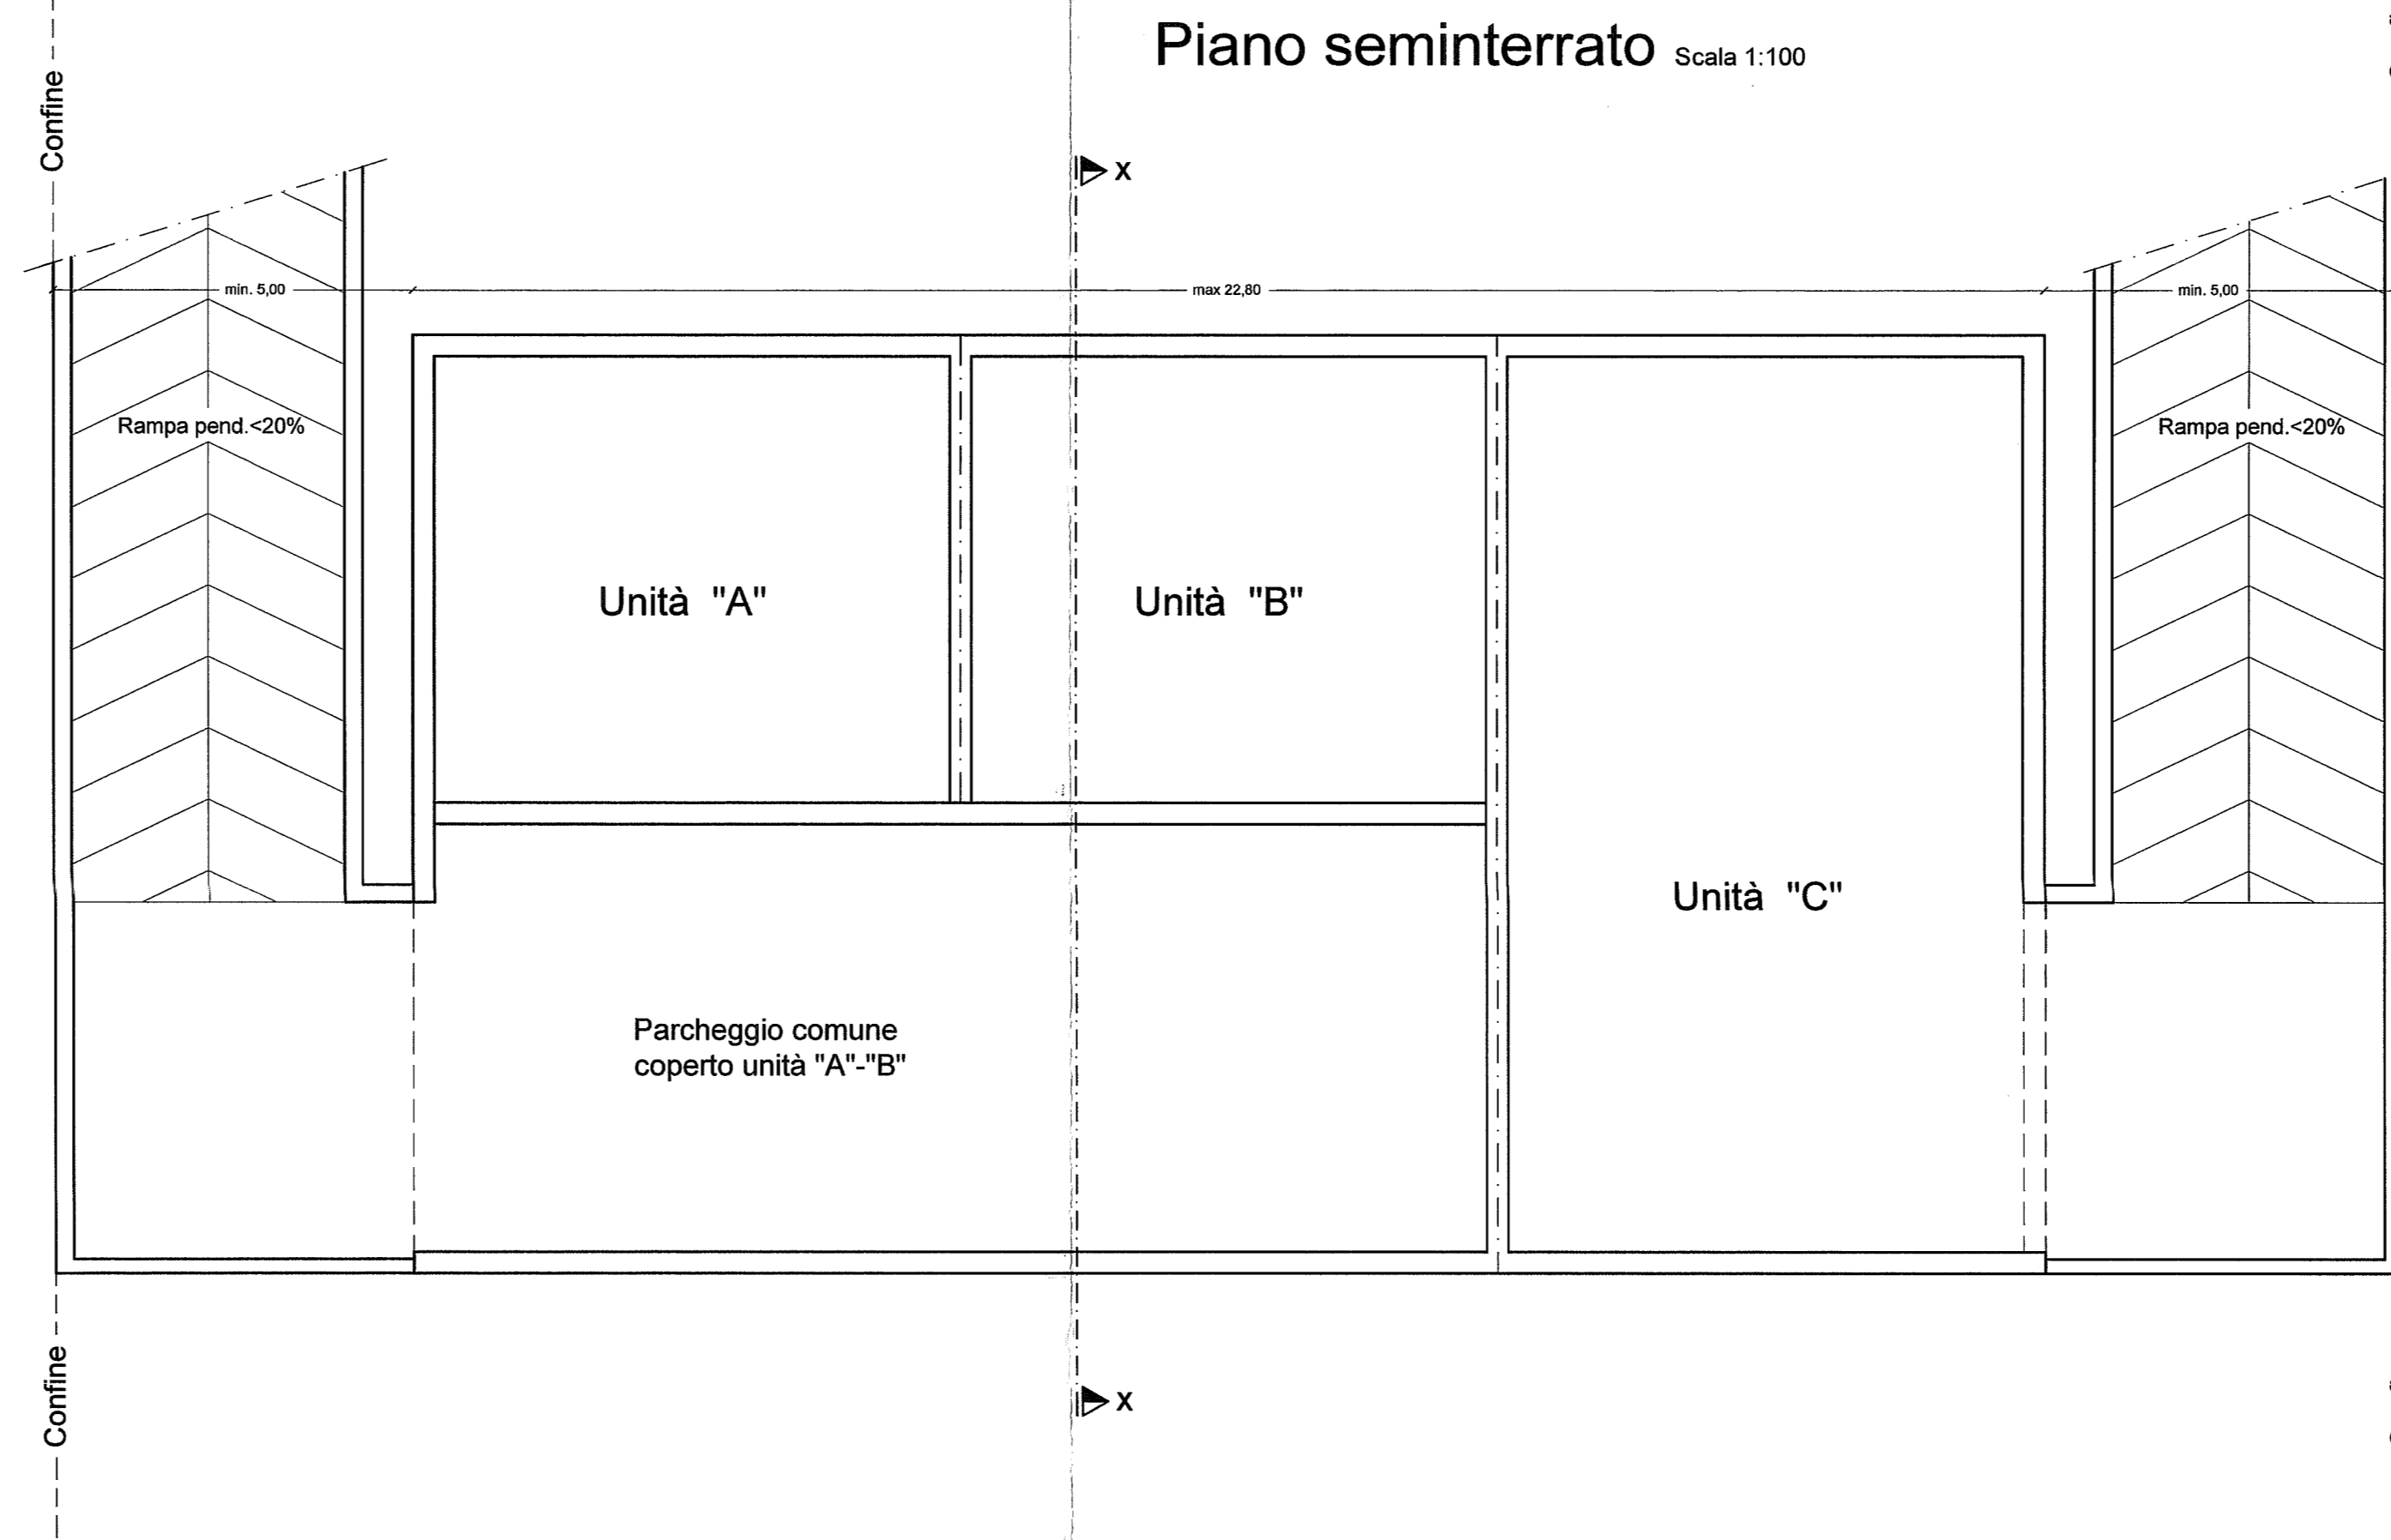 Piano seminterrato Scala 1:100
Confine
X
min. 5,00
max 22,80
min. 5,00
Rampa pend.<20%
Rampa pend.<20%
Unità "A"
Unità "B"
Unità "C"
Parcheggio comune
coperto unità "A"-"B"
Confine
X